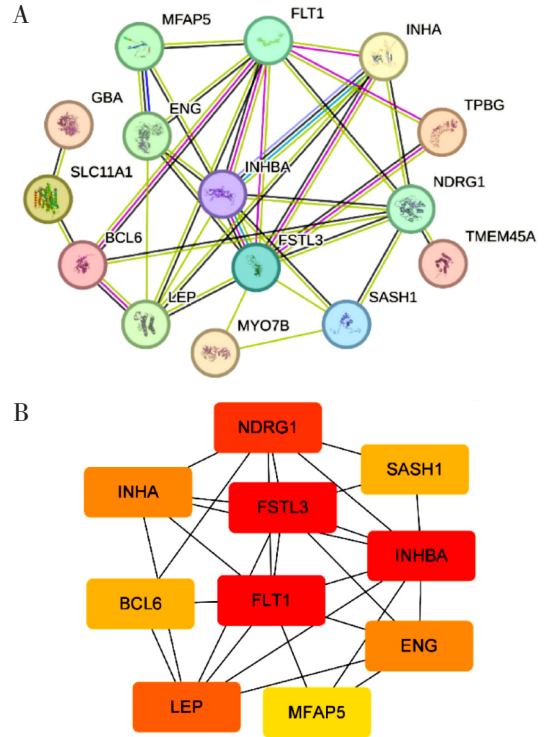 A
MFAP5
FLT1
INHA
GBA
ENG
TPBG
SLC11A1
INHBA
NDRG1
BCL6
FSTL3
TMEM45A
LEP
SASH1
MYO7B
B
NDRG1
SASH1
INHA
FSTL3
INHBA
BCL6
FLT1
ENG
LEP
MFAP5